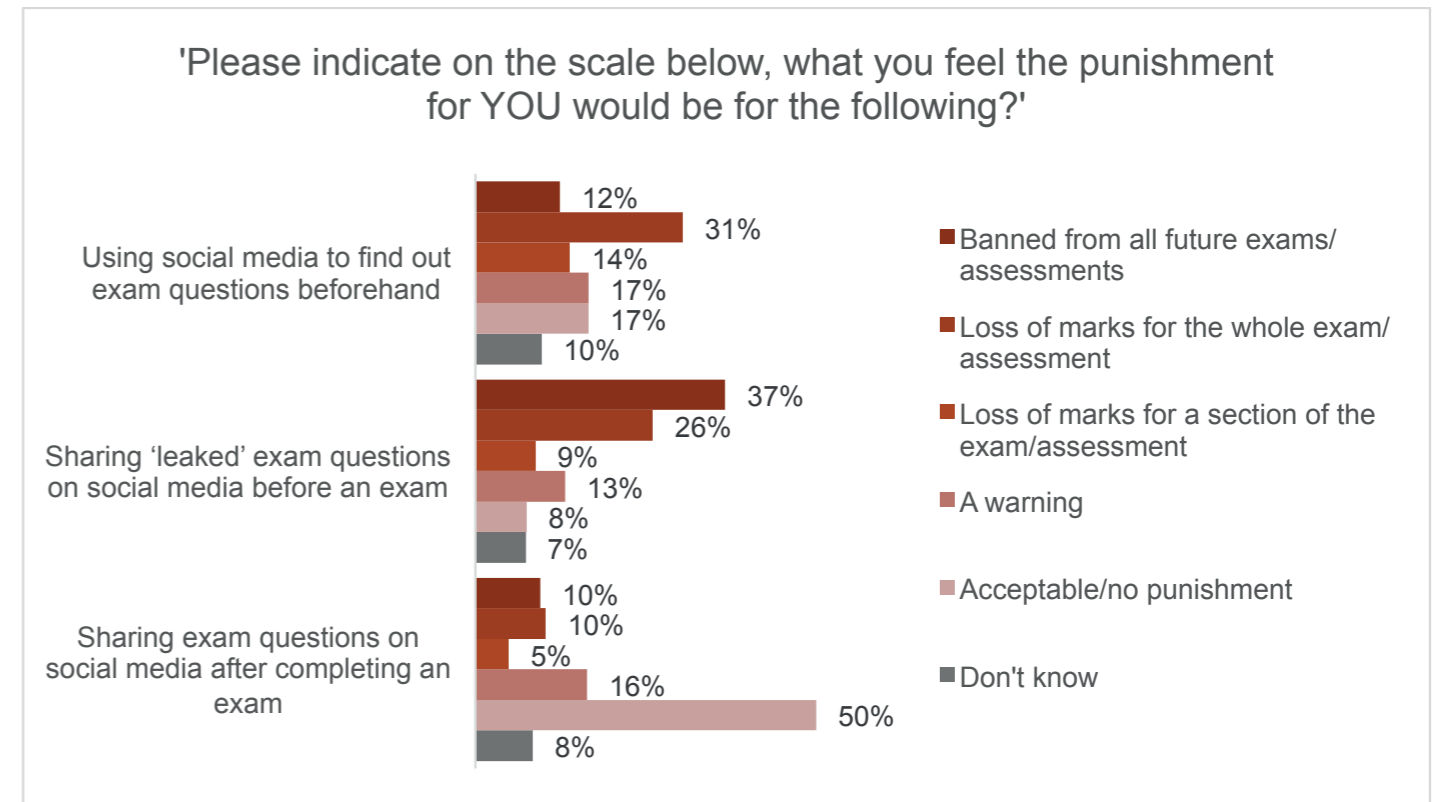 'Please indicate on the scale below, what you feel the punishment
for YOU would be for the following?'
Using social media to find out
exam questions beforehand
12%
31%
14%
17%
17%
10%
Sharing ‘leaked’ exam questions
on social media before an exam
37%
26%
9%
13%
8%
7%
Sharing exam questions on
social media after completing an
exam
10%
10%
5%
16%
50%
8%
Banned from all future exams/
assessments
Loss of marks for the whole exam/
assessment
Loss of marks for a section of the
exam/assessment
A warning
Acceptable/no punishment
Don't know